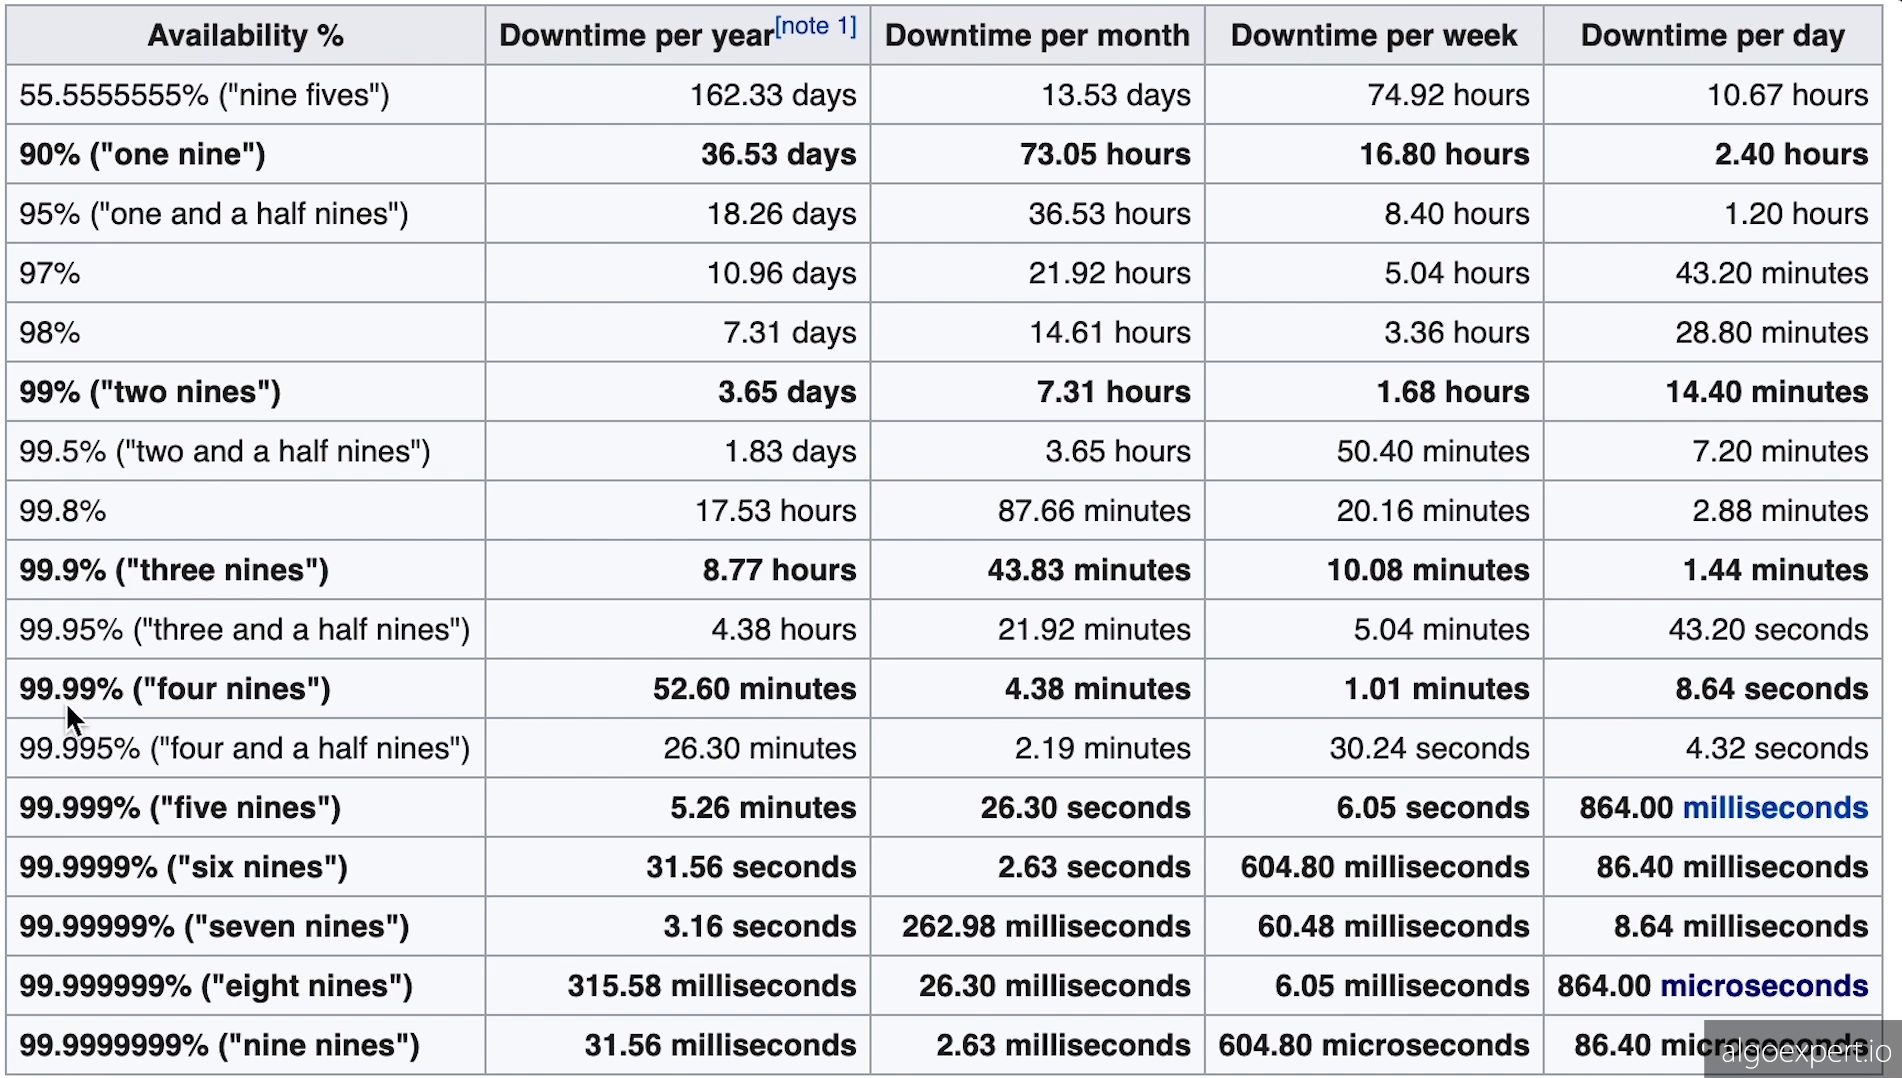 Availability % Downtime per year[note 1] Downtime per month Downtime per week Downtime per day
55.5555555% ("nine fives") 162.33 days 13.53 days 74.92 hours 10.67 hours
90% ("one nine") 36.53 days 73.05 hours 16.80 hours 2.40 hours
95% ("one and a half nines") 18.26 days 36.53 hours 8.40 hours 1.20 hours
97% 10.96 days 21.92 hours 5.04 hours 43.20 minutes
98% 7.31 days 14.61 hours 3.36 hours 28.80 minutes
99% ("two nines") 3.65 days 7.31 hours 1.68 hours 14.40 minutes
99.5% ("two and a half nines") 1.83 days 3.65 hours 50.40 minutes 7.20 minutes
99.8% 17.53 hours 87.66 minutes 20.16 minutes 2.88 minutes
99.9% ("three nines") 8.77 hours 43.83 minutes 10.08 minutes 1.44 minutes
99.95% ("three and a half nines") 4.38 hours 21.92 minutes 5.04 minutes 43.20 seconds
99.99% ("four nines") 52.60 minutes 4.38 minutes 1.01 minutes 8.64 seconds
99.995% ("four and a half nines") 26.30 minutes 2.19 minutes 30.24 seconds 4.32 seconds
99.999% ("five nines") 5.26 minutes 26.30 seconds 6.05 seconds 864.00 milliseconds
99.9999% ("six nines") 31.56 seconds 2.63 seconds 604.80 milliseconds 86.40 milliseconds
99.99999% ("seven nines") 3.16 seconds 262.98 milliseconds 60.48 milliseconds 8.64 milliseconds
99.999999% ("eight nines") 315.58 milliseconds 26.30 milliseconds 6.05 milliseconds 864.00 microseconds
99.9999999% ("nine nines") 31.56 milliseconds 2.63 milliseconds 604.80 microseconds 86.40 microseconds
algoexpert.io